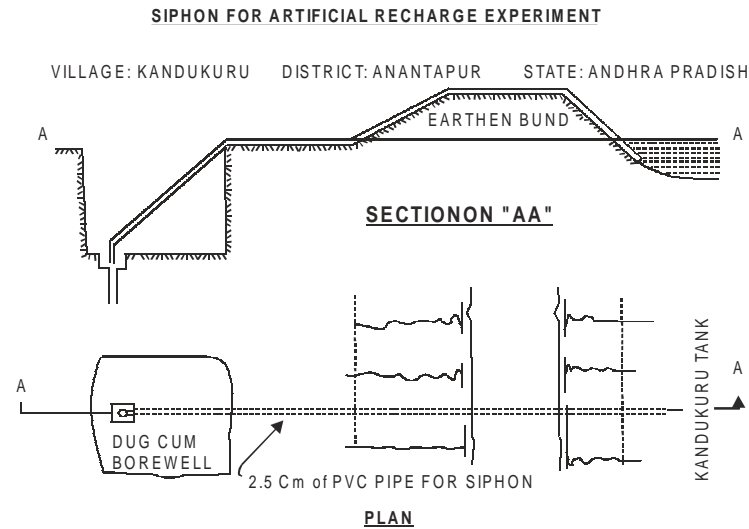 SIPHON FOR ARTIFICIAL RECHARGE EXPERIMENT
VILLAGE: KANDUKURU DISTRICT: ANANTAPUR STATE: ANDHRA PRADISH
A
EARTHEN BUND
A
SECTIONON "AA"
A
KANDUKURU TANK
A
DUG CUM
BOREWELL
2.5 Cm of PVC PIPE FOR SIPHON
PLAN